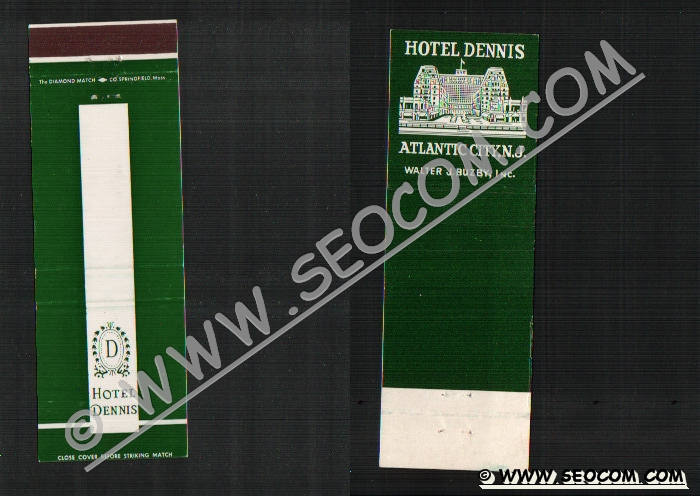 The DIAMOND MATCH CO. SPRINGFIELD, Mass.
D
HOTEL
DENNIS
CLOSE COVER BEFORE STRIKING MATCH
HOTEL DENNIS
ATLANTIC CITY, N.J.
WALTER J. BUZBY, INC.
© WWW.SEOCOM.COM
© WWW.SEOCOM.COM